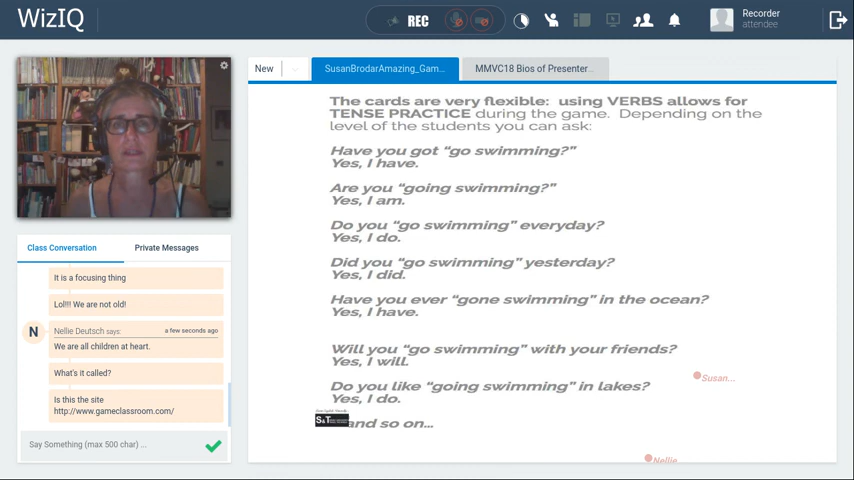 WizIQ
REC
Recorder
attendee
New
SusanBrodarAmazing_Gam...
MMVC18 Bios of Presenter...
The cards are very flexible: using VERBS allows for
TENSE PRACTICE during the game. Depending on the
level of the students you can ask:
Have you got "go swimming?"
Yes, I have.
Are you "going swimming?"
Yes, I am.
Do you "go swimming" everyday?
Yes, I do.
Did you "go swimming" yesterday?
Yes, I did.
Have you ever "gone swimming" in the ocean?
Yes, I have.
Will you "go swimming" with your friends?
Yes, I will.
Do you like "going swimming" in lakes?
Yes, I do.
and so on...
Susan...
Nellie...
S&T
Class Conversation
Private Messages
It is a focusing thing
Lol!!! We are not old!
N
Nellie Deutsch says:
a few seconds ago
We are all children at heart.
What's it called?
Is this the site
http://www.gameclassroom.com/
Say Something (max 500 char) ...